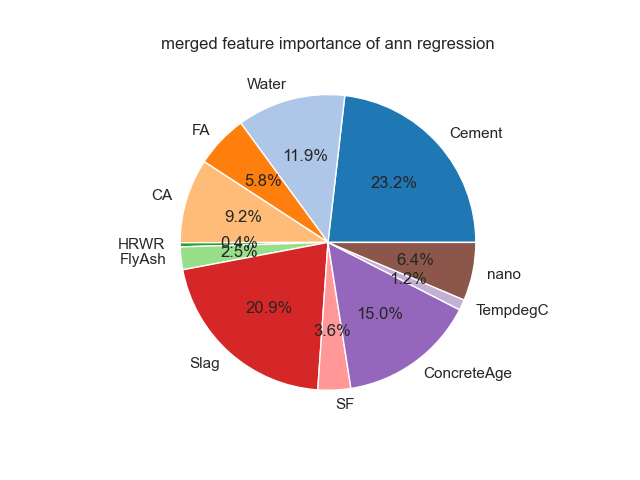 merged feature importance of ann regression
Water
Cement
FA
11.9%
23.2%
5.8%
CA
9.2%
HRWR
0.4%
FlyAsh
2.5%
6.4%
nano
1.2%
TempdegC
20.9%
15.0%
3.6%
Slag
ConcreteAge
SF